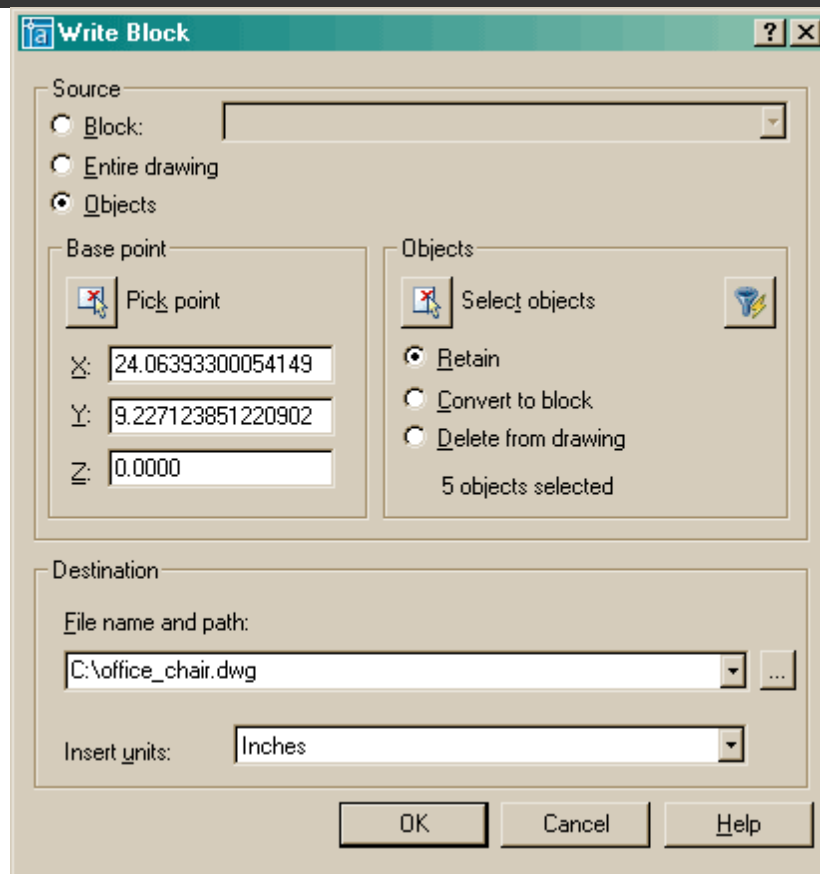 Write Block
Source
Block:
Entire drawing
Objects
Base point
Pick point
X: 24.06393300054149
Y: 9.227123851220902
Z: 0.0000
Objects
Select objects
Retain
Convert to block
Delete from drawing
5 objects selected
Destination
File name and path:
C:\office_chair.dwg
...
Insert units: Inches
OK Cancel Help